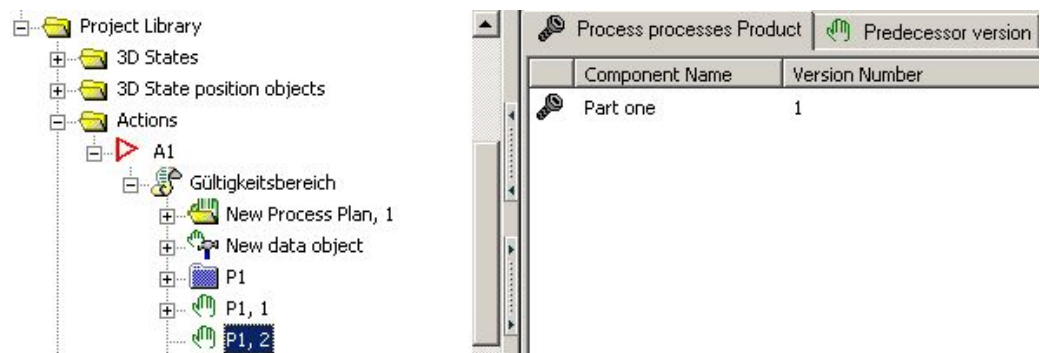 Project Library
3D States
3D State position objects
Actions
A1
Gültigkeitsbereich
New Process Plan, 1
New data object
P1
P1, 1
P1, 2
Process processes Product
Predecessor version
Component Name
Version Number
Part one
1